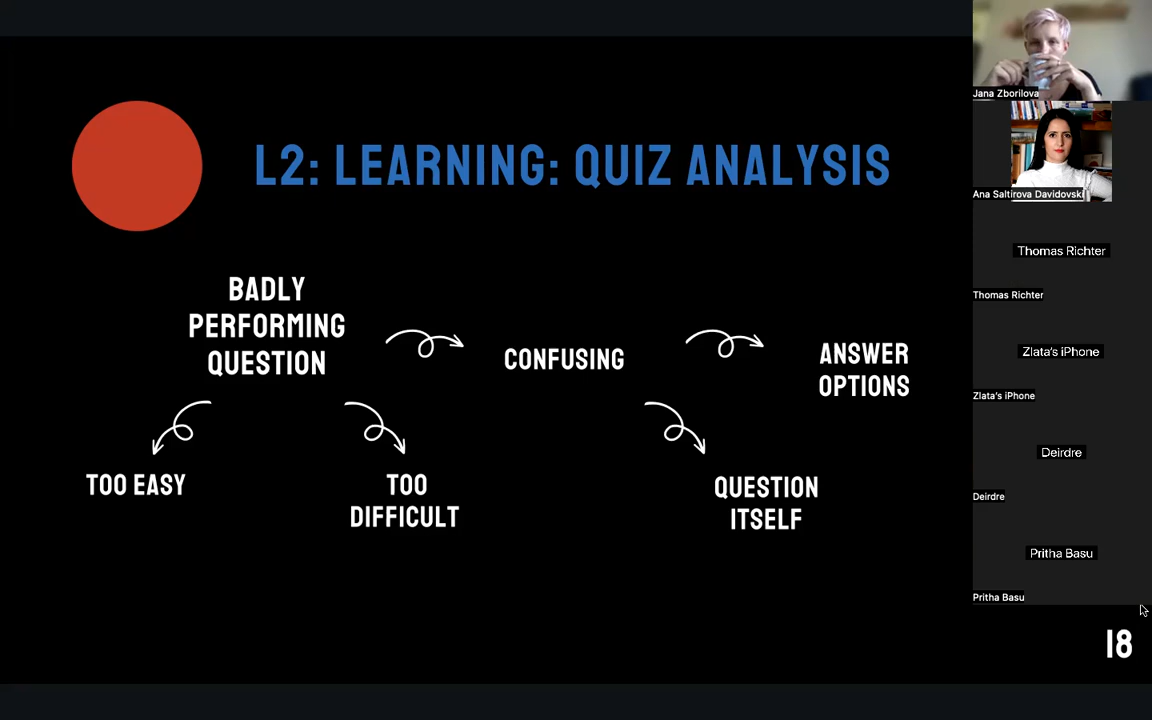 L2: LEARNING: QUIZ ANALYSIS
BADLY
PERFORMING
QUESTION
CONFUSING
ANSWER
OPTIONS
TOO EASY
TOO
DIFFICULT
QUESTION
ITSELF
Jana Zborilova
Ana Saltirova Davidovski
Thomas Richter
Thomas Richter
Zlata's iPhone
Zlata's iPhone
Deirdre
Deirdre
Pritha Basu
Pritha Basu
18